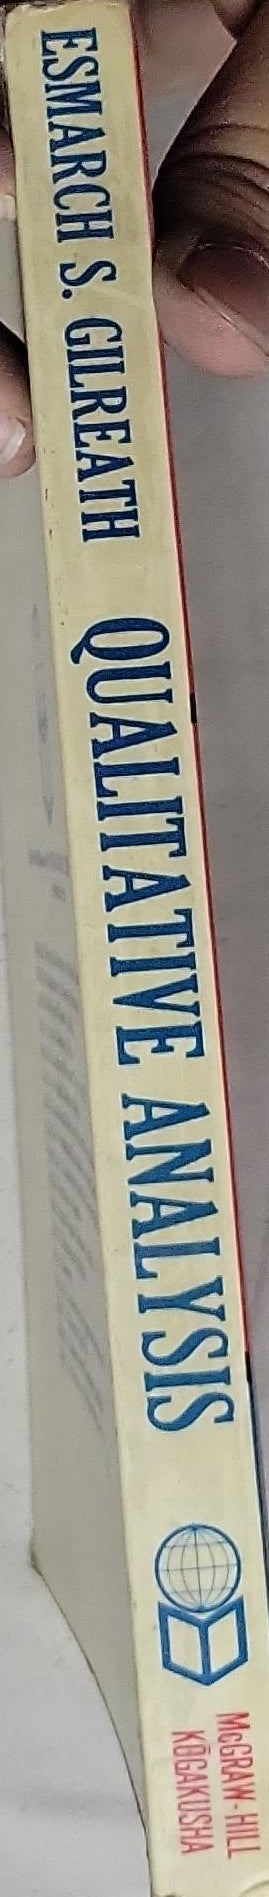 ESMARCH S. GILREATH QUALITATIVE ANALYSIS
McGRAW-HILL
KŌGAKUSHA